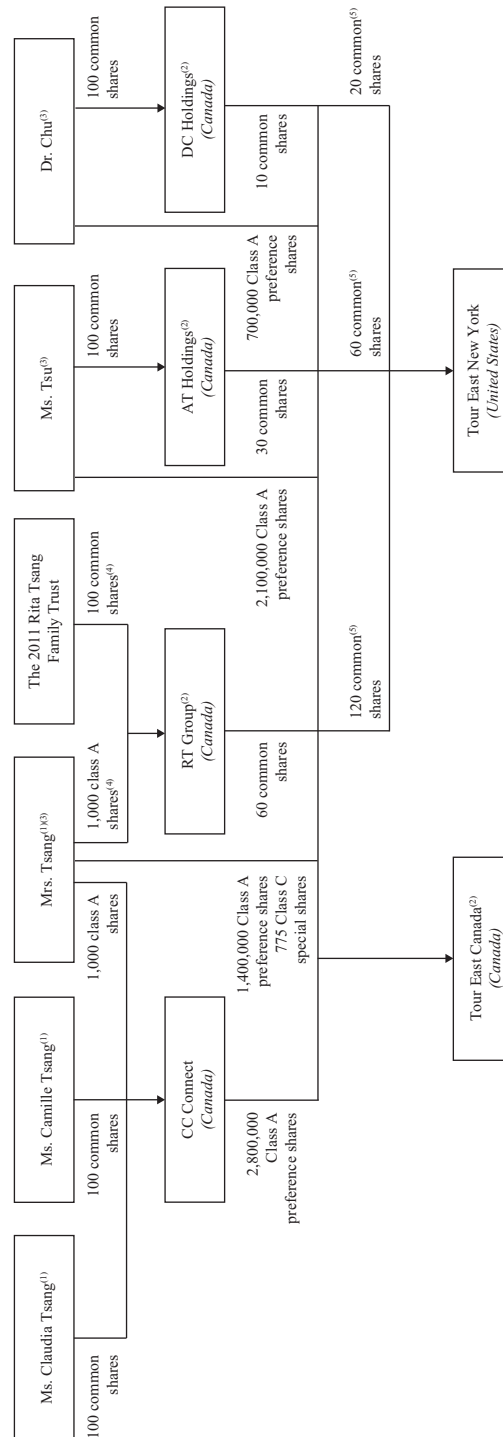 Ms. Claudia Tsang(1)
Ms. Camille Tsang(1)
Mrs. Tsang(1)(3)
The 2011 Rita Tsang
Family Trust
Ms. Tsu(3)
Dr. Chu(3)
100 common
shares
100 common
shares
1,000 class A
shares
1,000 class A
shares(4)
100 common
shares(4)
100 common
shares
100 common
shares
CC Connect
(Canada)
RT Group(2)
(Canada)
AT Holdings(2)
(Canada)
DC Holdings(2)
(Canada)
2,800,000
Class A
preference shares
1,400,000 Class A
preference shares
775 Class C
special shares
60 common
shares
2,100,000 Class A
preference shares
30 common
shares
700,000 Class A
preference
shares
10 common
shares
120 common(5)
shares
60 common(5)
shares
20 common(5)
shares
Tour East Canada(2)
(Canada)
Tour East New York
(United States)